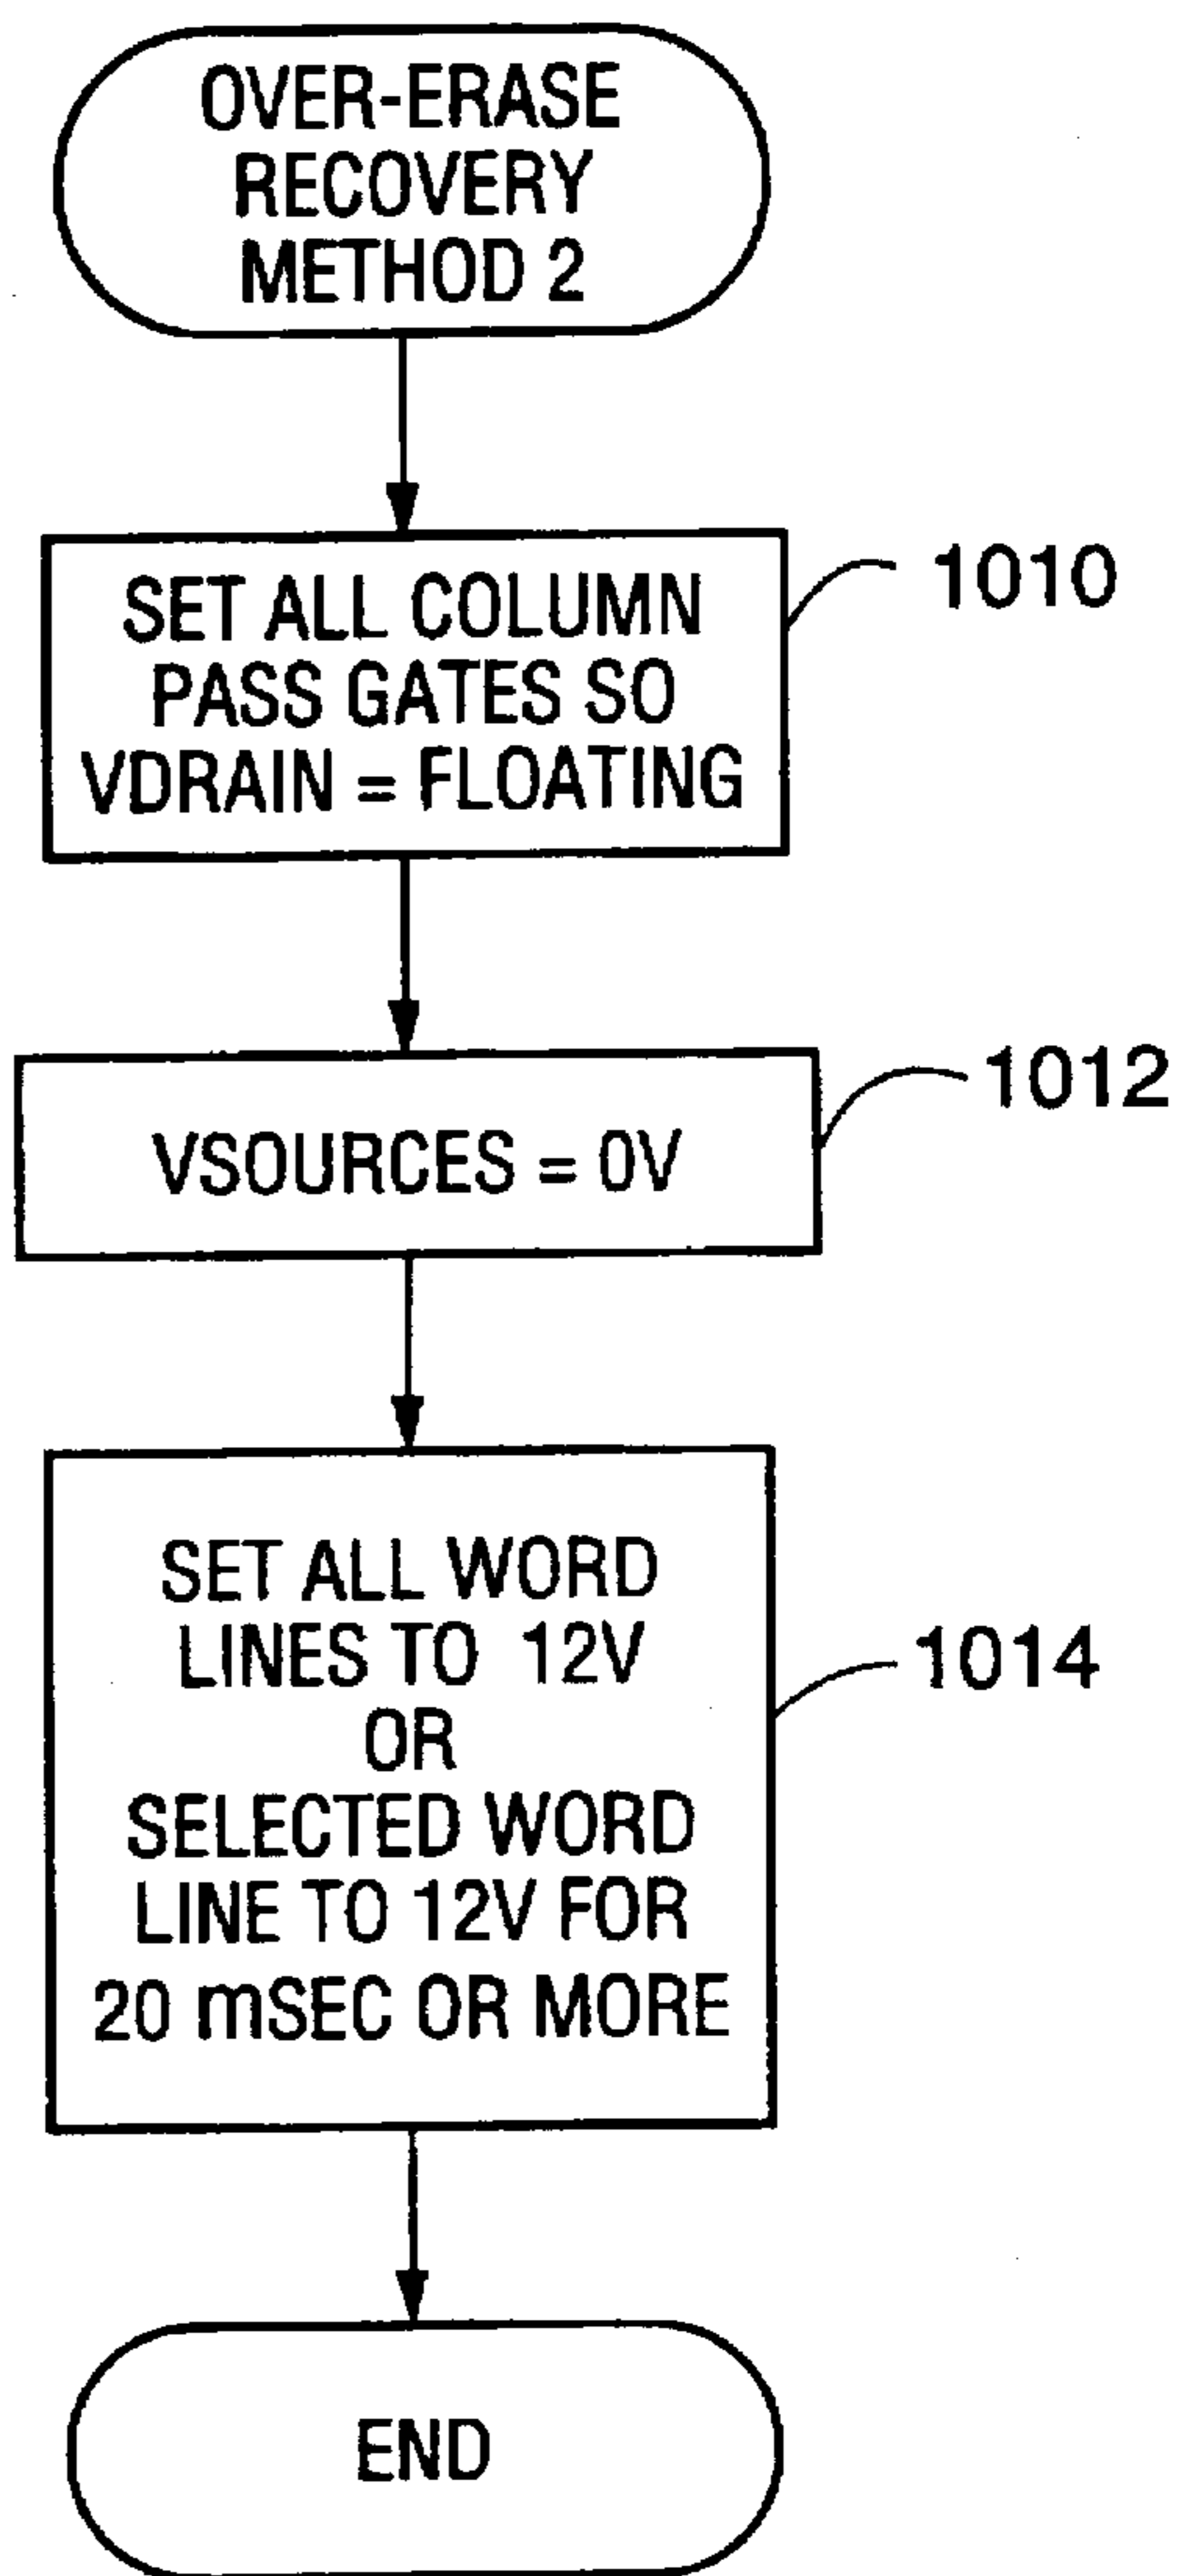 OVER-ERASE
RECOVERY
METHOD 2
SET ALL COLUMN
PASS GATES SO
VDRAIN = FLOATING
1010
VSOURCES = 0V
1012
SET ALL WORD
LINES TO 12V
OR
SELECTED WORD
LINE TO 12V FOR
20 mSEC OR MORE
1014
END